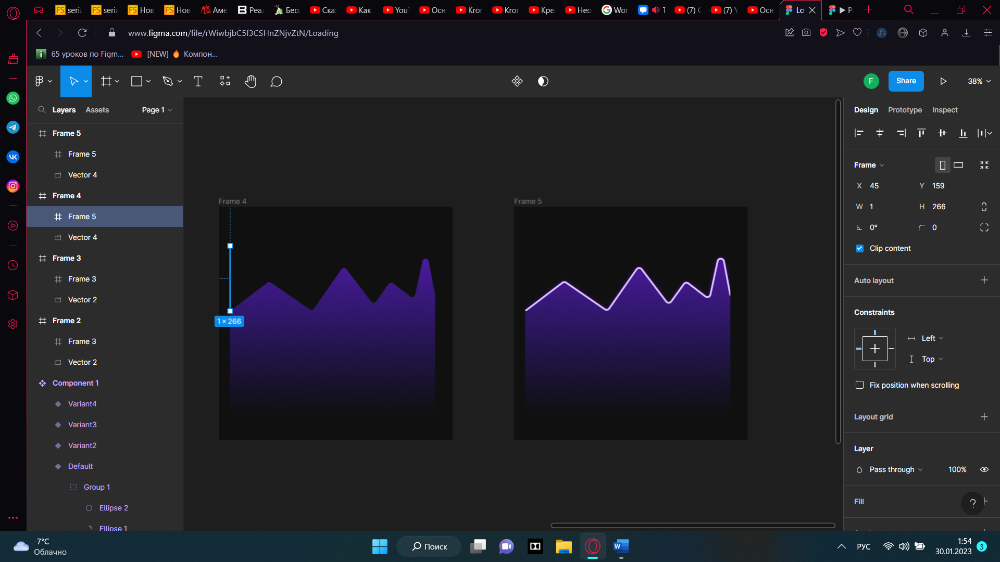 seria
seria
Нов
Нов
Аме
Реа
Бесс
Ска
Как
YouT
Осн
Kror
Kror
Кре
Нео
G Wor
1
(7) C
(7) Y
Осн
Lo
www.figma.com/file/rWiwbjbC5f3CSHnZNjvZtN/Loading
65 уроков по Figm...
[NEW] 🔥 Компон...
F
Share
38%
Layers
Assets
Page 1
Frame 5
Frame 5
Vector 4
Frame 4
Frame 5
Vector 4
Frame 3
Frame 3
Vector 2
Frame 2
Frame 3
Vector 2
Component 1
Variant4
Variant3
Variant2
Default
Group 1
Ellipse 2
Ellipse 1
Frame 4
1 × 266
Frame 5
Design
Prototype
Inspect
Frame
X 45
Y 159
W 1
H 266
0°
0
Clip content
Auto layout
Constraints
Left
Top
Fix position when scrolling
Layout grid
Layer
Pass through
100%
Fill
?
-7°C
Облачно
Поиск
РУС
1:54
30.01.2023
3